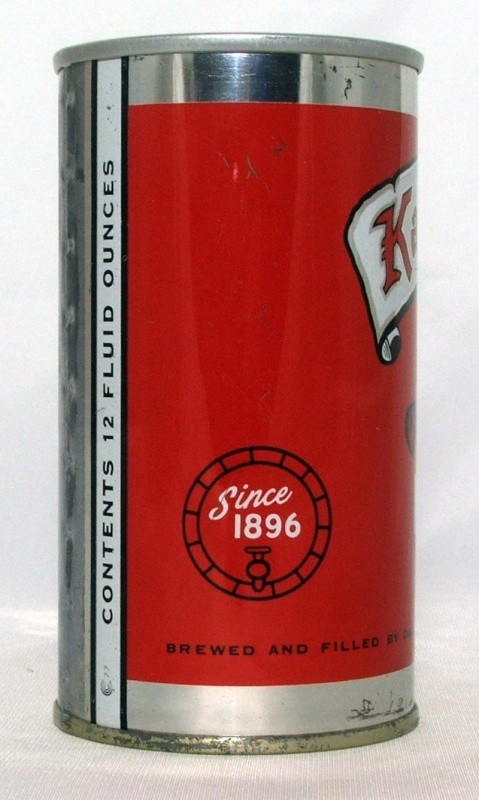 CONTENTS 12 FLUID OUNCES
Since
1896
BREWED AND FILLED BY